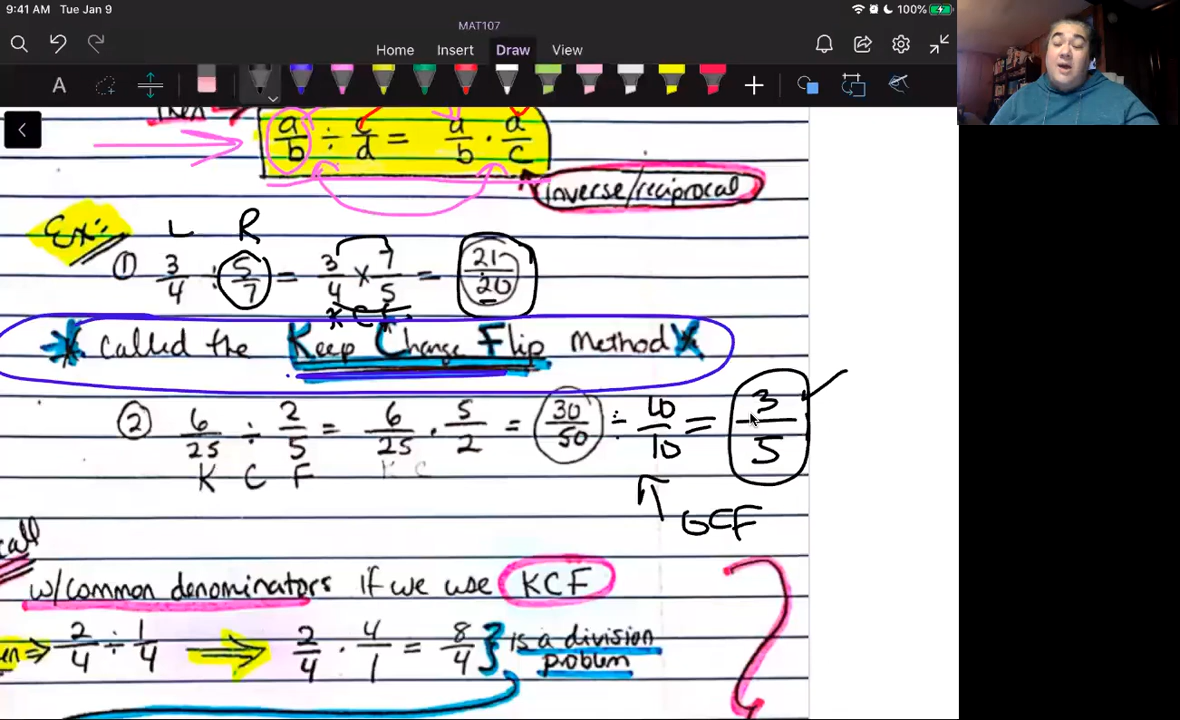 9:41 AM Tue Jan 9
100%
MAT107
Home Insert Draw View
A
a/b ÷ c/d = a/b · d/c
inverse/reciprocal
Ex:
L R
① 3/4 ÷ 5/7 = 3/4 × 7/5 = 21/20
* Called the Keep Change Flip Method *
② 6/25 ÷ 2/5 = 6/25 · 5/2 = 30/50 ÷ 10/10 = 3/5
K C F K C
GCF
call
w/common denominators if we use KCF
2/4 ÷ 1/4 2/4 · 4/1 = 8/4 } is a division
problem